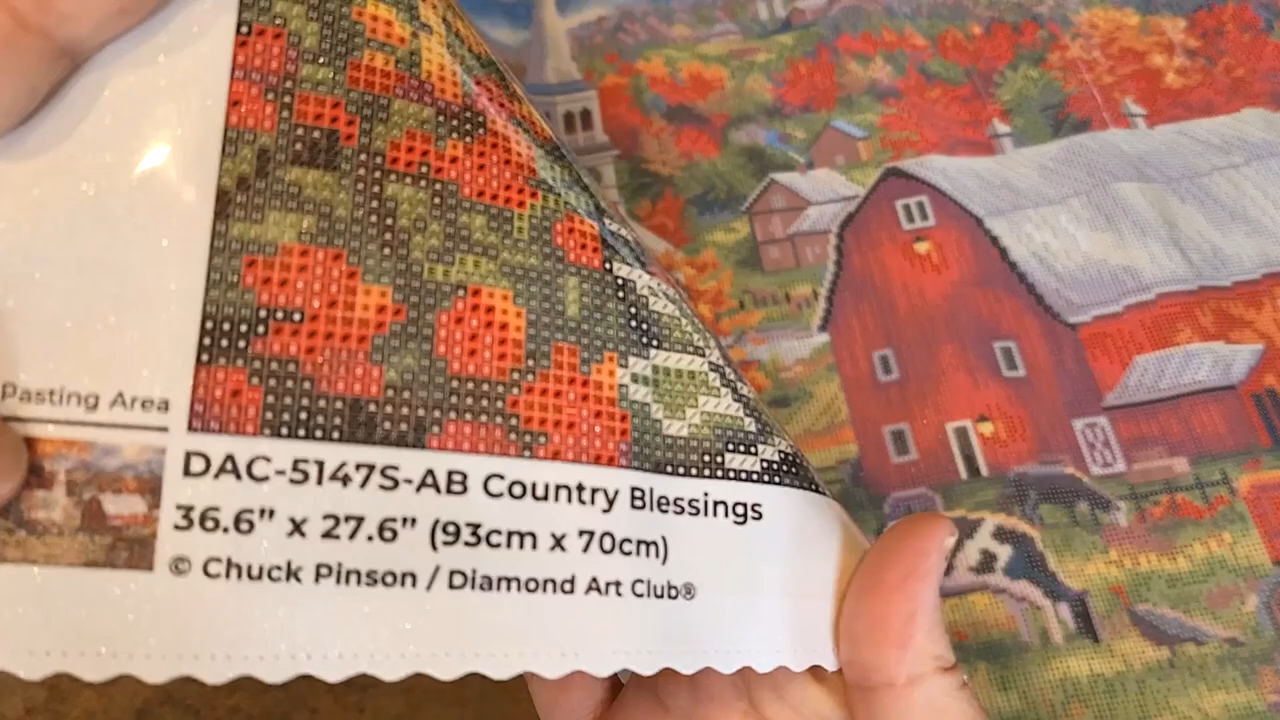 Pasting Area
DAC-5147S-AB Country Blessings
36.6" x 27.6" (93cm x 70cm)
© Chuck Pinson / Diamond Art Club®